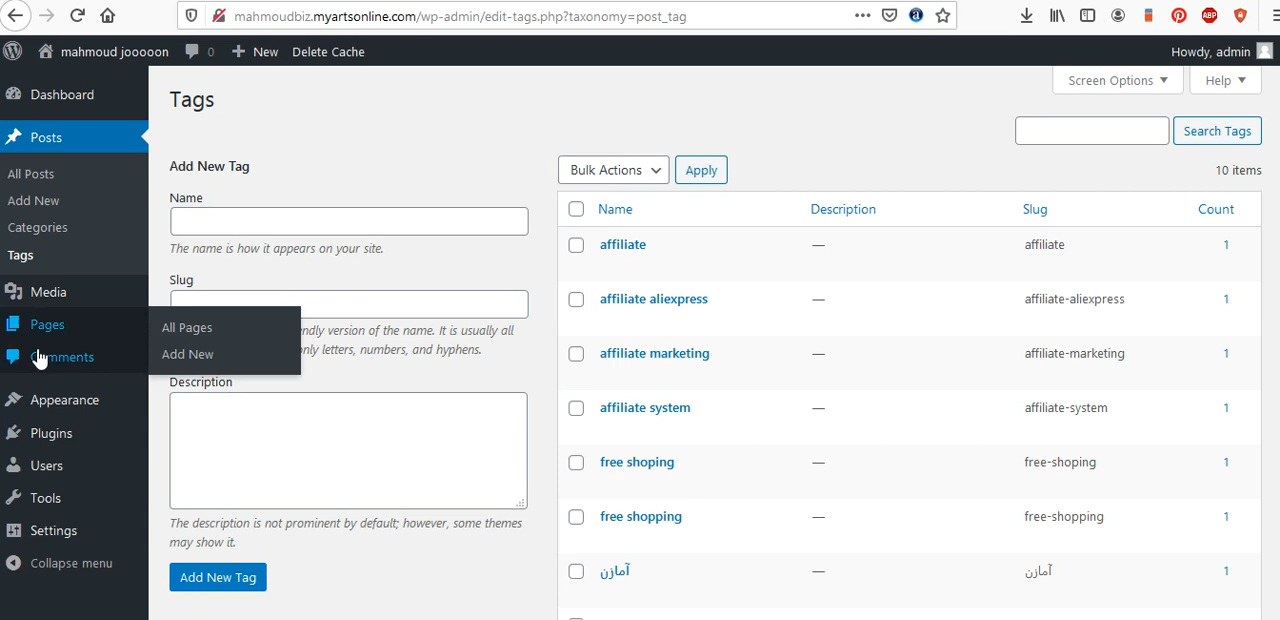 mahmoudbiz.myartsonline.com/wp-admin/edit-tags.php?taxonomy=post_tag
ABP
mahmoud jooooon 0 New Delete Cache Howdy, admin
Screen Options Help
Dashboard
Posts
All Posts
Add New
Categories
Tags
Media
Pages
Comments
Appearance
Plugins
Users
Tools
Settings
Collapse menu
All Pages
Add New
Tags
Search Tags
Add New Tag
Name
The name is how it appears on your site.
Slug
ndly version of the name. It is usually all
only letters, numbers, and hyphens.
Description
The description is not prominent by default; however, some themes
may show it.
Add New Tag
Bulk Actions Apply 10 items
Name Description Slug Count
affiliate — affiliate 1
affiliate aliexpress — affiliate-aliexpress 1
affiliate marketing — affiliate-marketing 1
affiliate system — affiliate-system 1
free shoping — free-shoping 1
free shopping — free-shopping 1
آمازن — آمازن 1